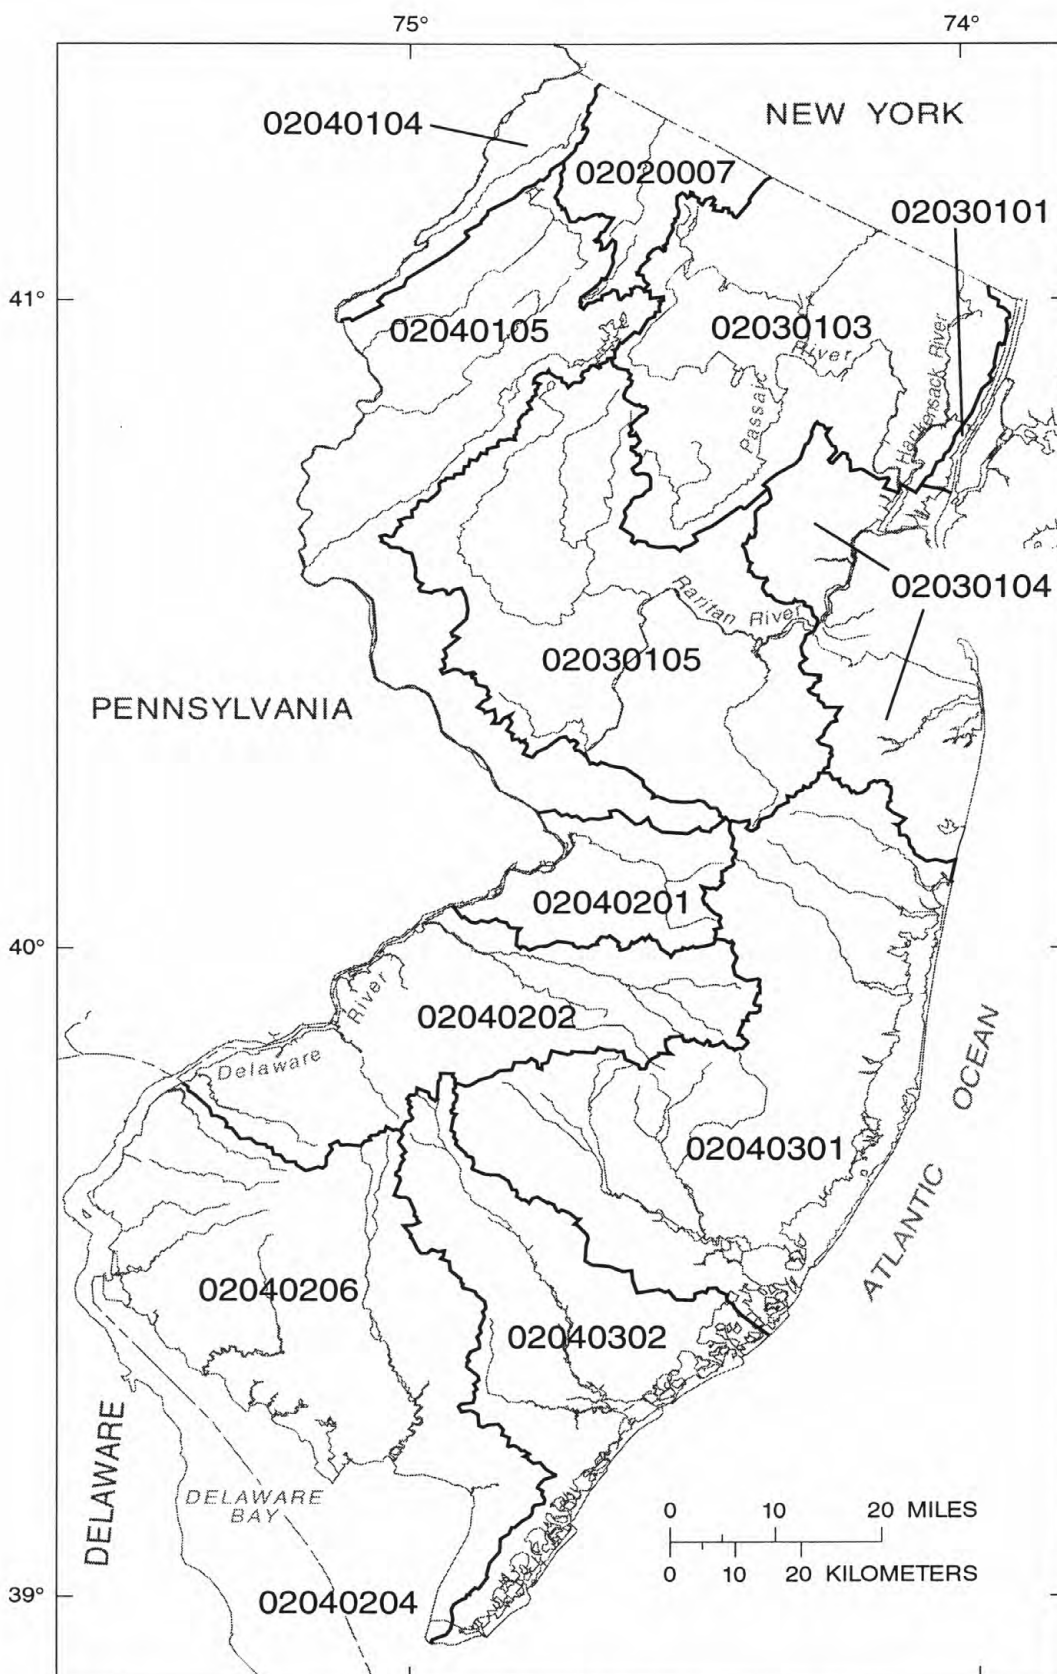 75°
74°
NEW YORK
02040104
02020007
02030101
41°
02040105
02030103
River
Hackensack River
Passaic
02030104
Raritan River
02030105
PENNSYLVANIA
02040201
40°
02040202
River
Delaware
ATLANTIC OCEAN
02040301
02040206
02040302
DELAWARE
DELAWARE
BAY
0 10 20 MILES
0 10 20 KILOMETERS
39°
02040204